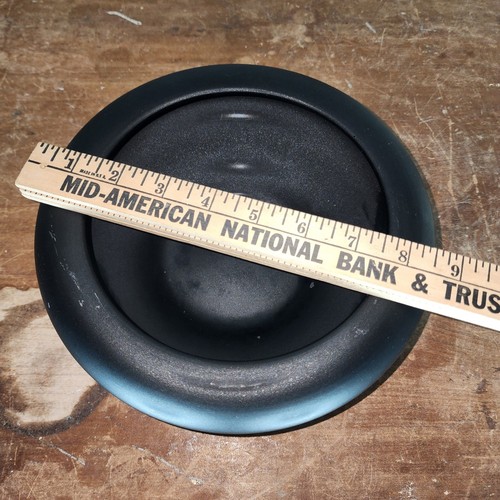 1 2 3 4 5 6 7 8 9
MID-AMERICAN NATIONAL BANK & TRUS